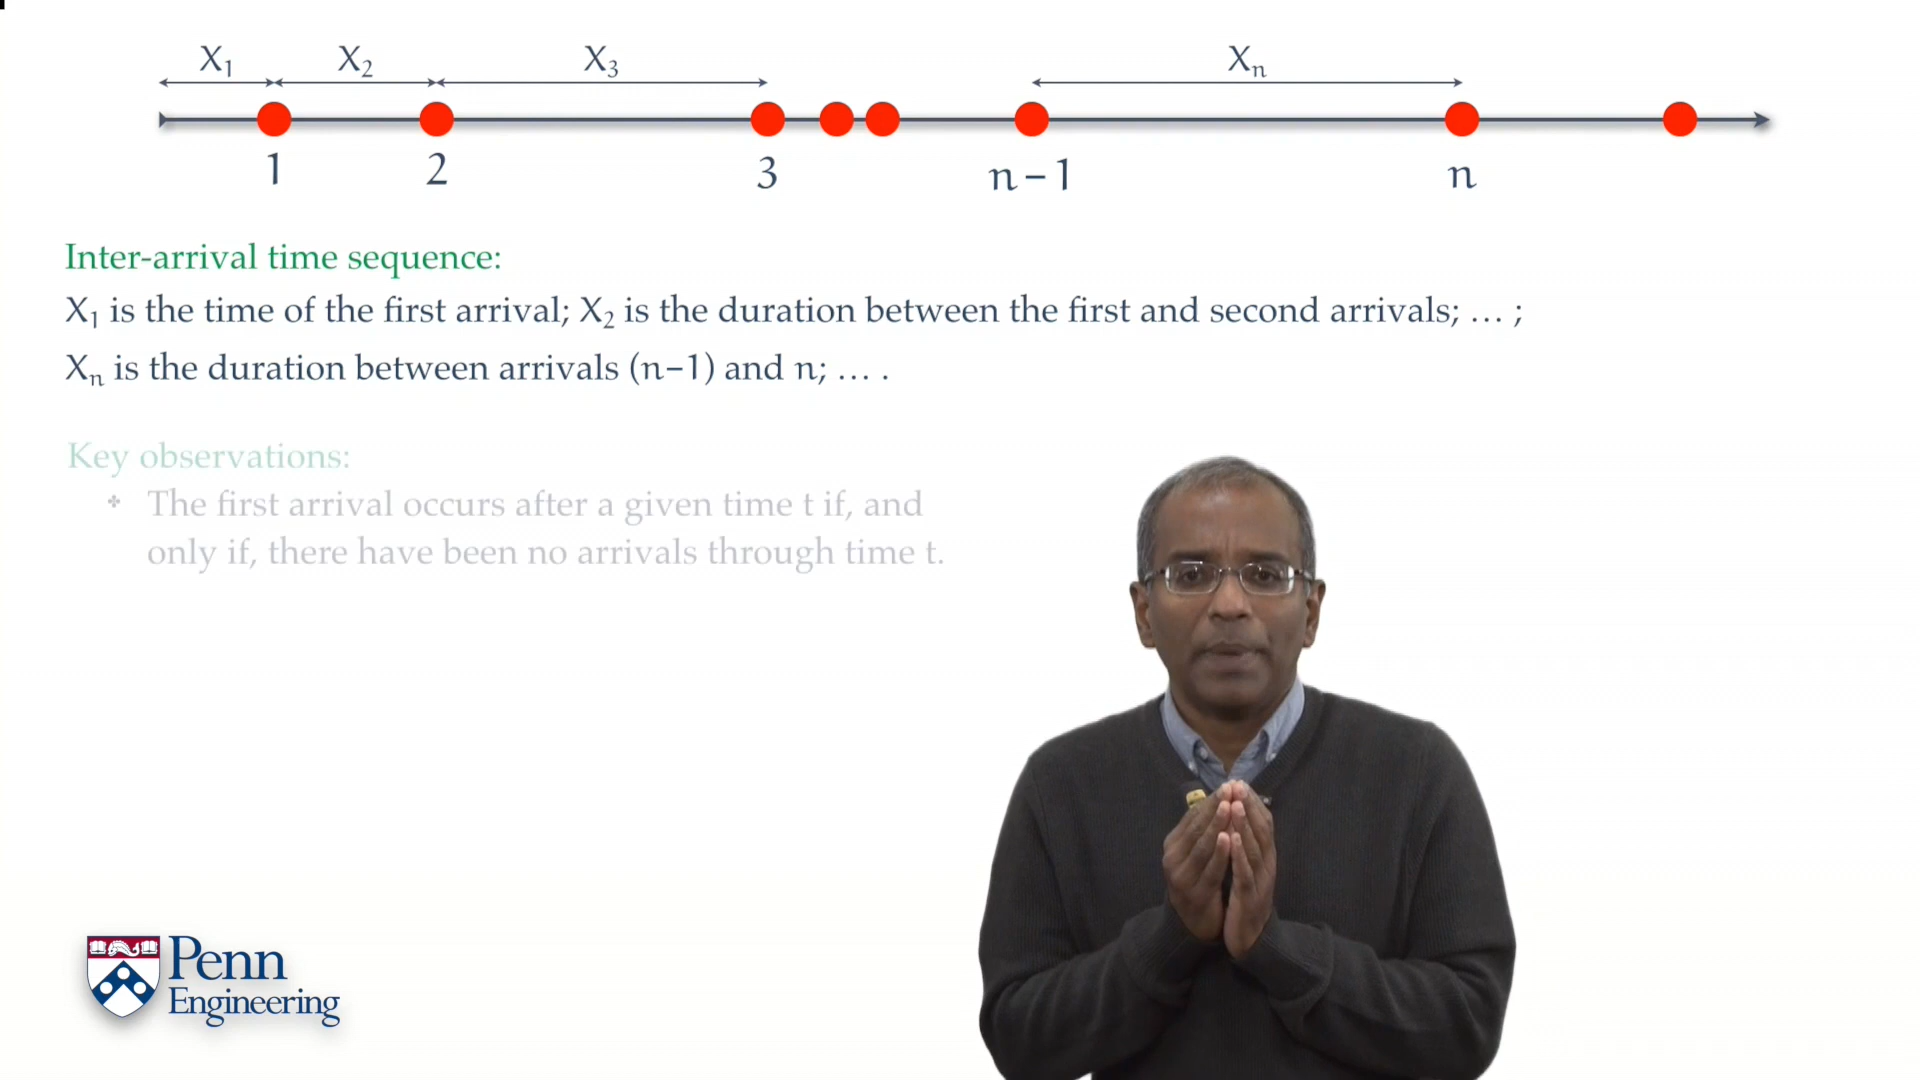 X₁ X₂ X₃ Xₙ
1 2 3 n−1 n
Inter-arrival time sequence:
X₁ is the time of the first arrival; X₂ is the duration between the first and second arrivals; … ;
Xₙ is the duration between arrivals (n−1) and n; … .
Key observations:
The first arrival occurs after a given time t if, and
only if, there have been no arrivals through time t.
Penn
Engineering